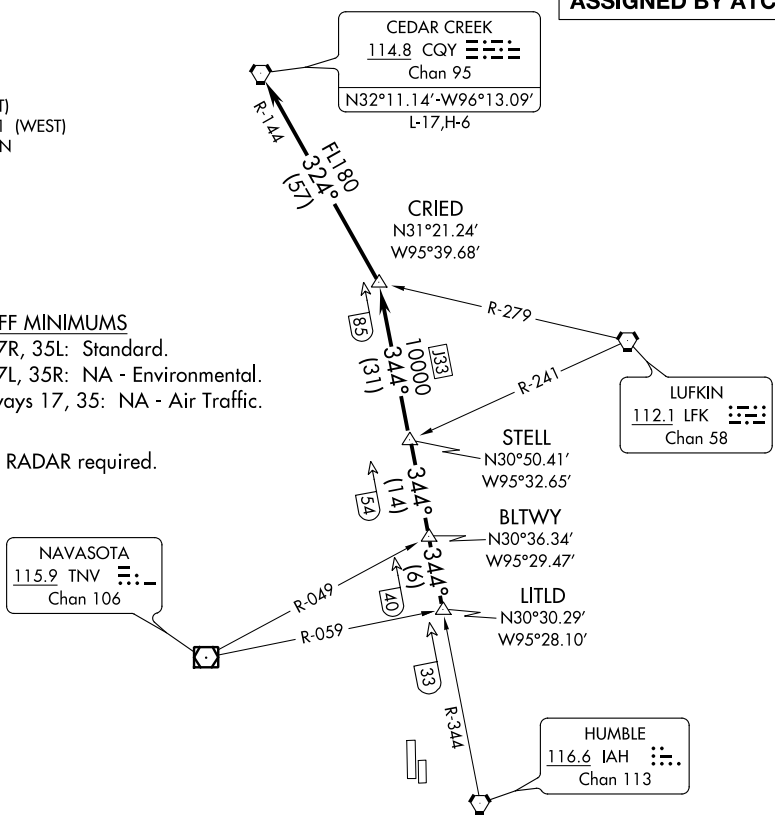 ASSIGNED BY ATC
CEDAR CREEK
114.8 CQY
Chan 95
N32°11.14'-W96°13.09'
L-17,H-6
T)
1 (WEST)
N
R-144
FL180
324°
(57)
CRIED
N31°21.24'
W95°39.68'
85
10000
344°
(31)
J33
R-279
R-241
FF MINIMUMS
7R, 35L: Standard.
7L, 35R: NA - Environmental.
ways 17, 35: NA - Air Traffic.
RADAR required.
LUFKIN
112.1 LFK
Chan 58
STELL
N30°50.41'
W95°32.65'
54
344°
(14)
BLTWY
N30°36.34'
W95°29.47'
NAVASOTA
115.9 TNV
Chan 106
R-049
R-059
40
344°
(6)
LITLD
N30°30.29'
W95°28.10'
33
R-344
HUMBLE
116.6 IAH
Chan 113